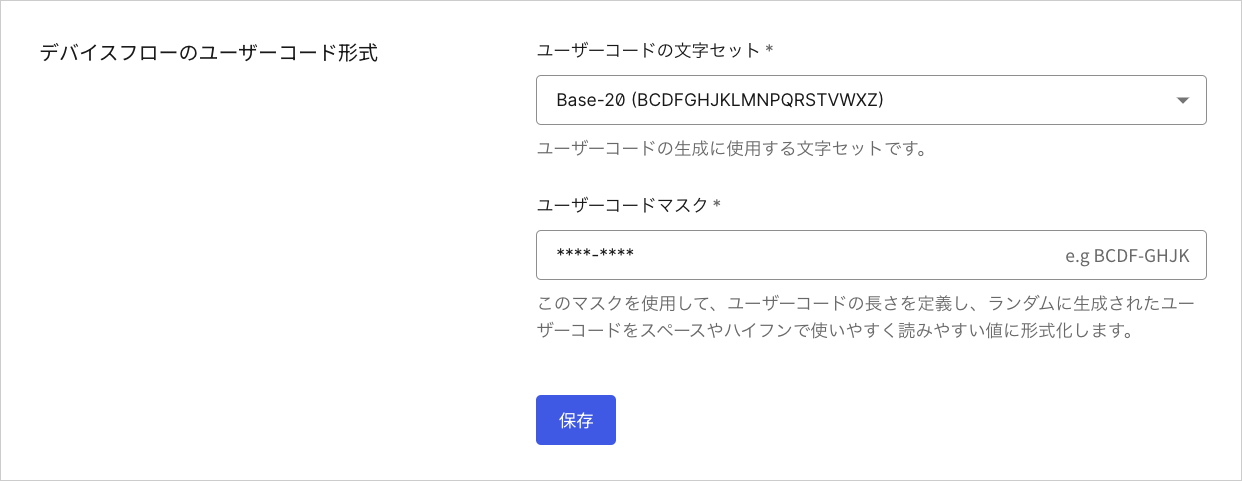 デバイスフローのユーザーコード形式
ユーザーコードの文字セット *
Base-20 (BCDFGHJKLMNPQRSTVWXZ)
ユーザーコードの生成に使用する文字セットです。
ユーザーコードマスク *
****-****
e.g BCDF-GHJK
このマスクを使用して、ユーザーコードの長さを定義し、ランダムに生成されたユー
ザーコードをスペースやハイフンで使いやすく読みやすい値に形式化します。
保存